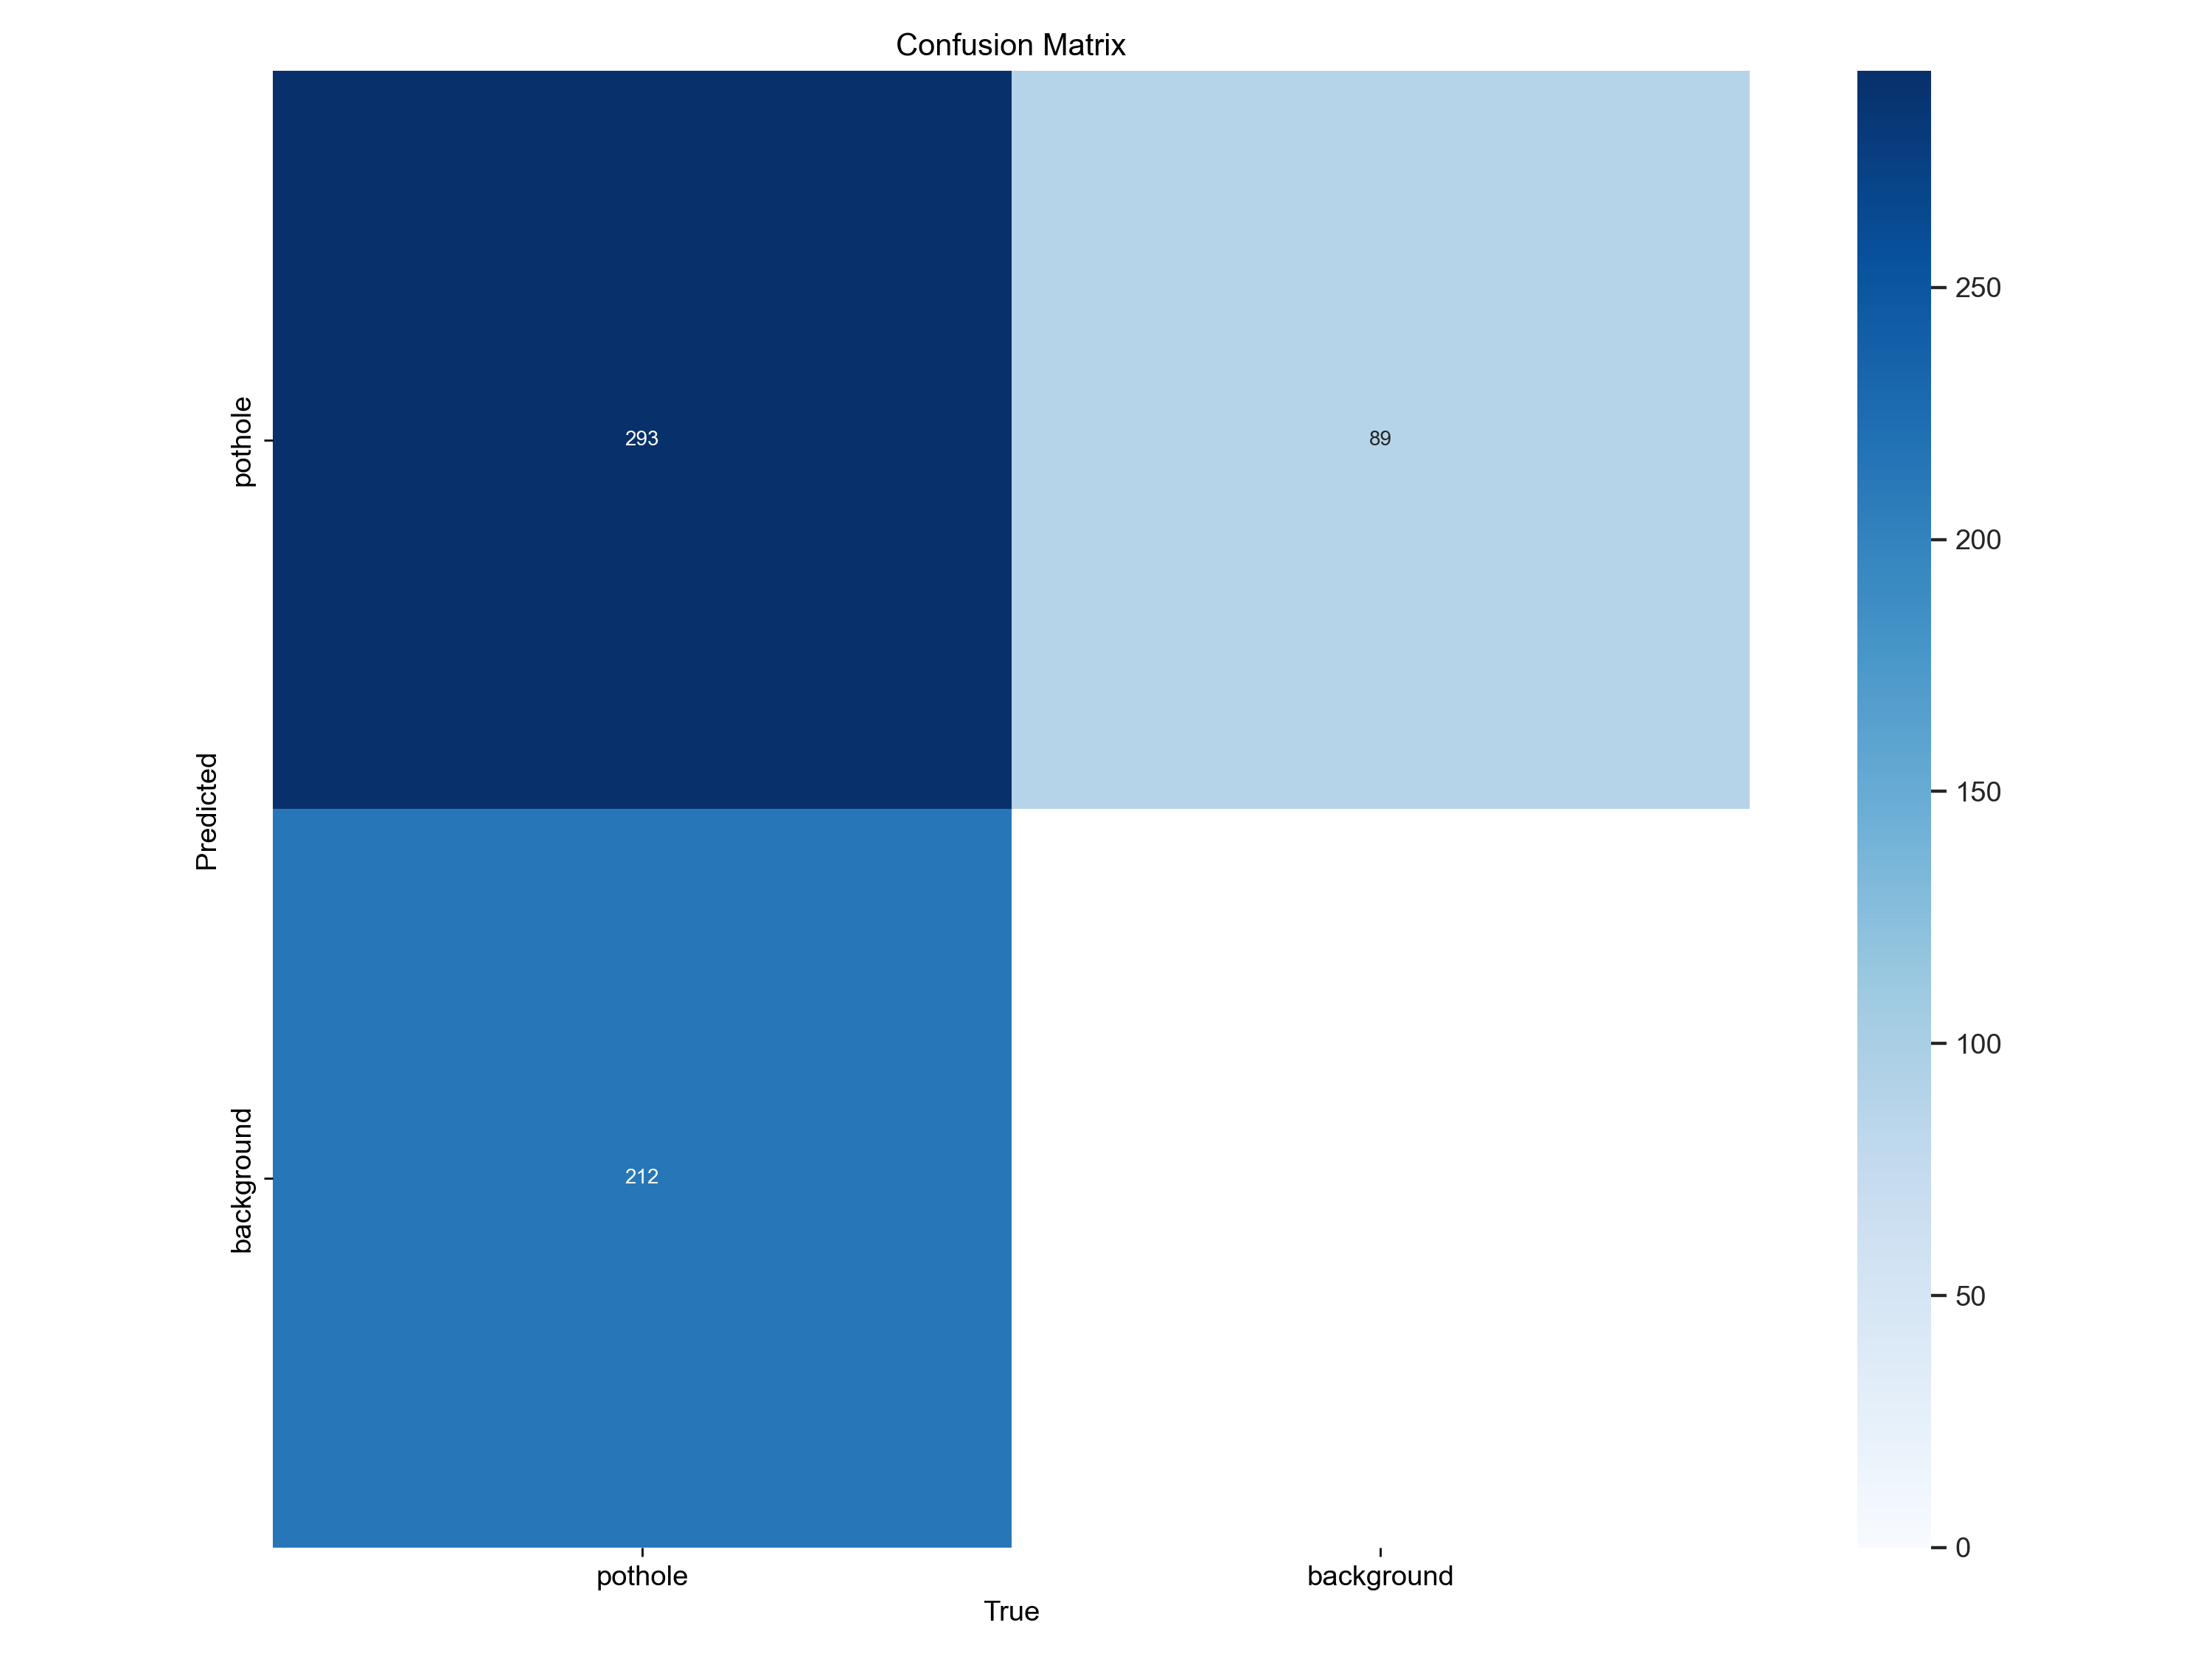 Confusion Matrix
293
89
212
pothole
background
Predicted
pothole
background
True
250
200
150
100
50
0